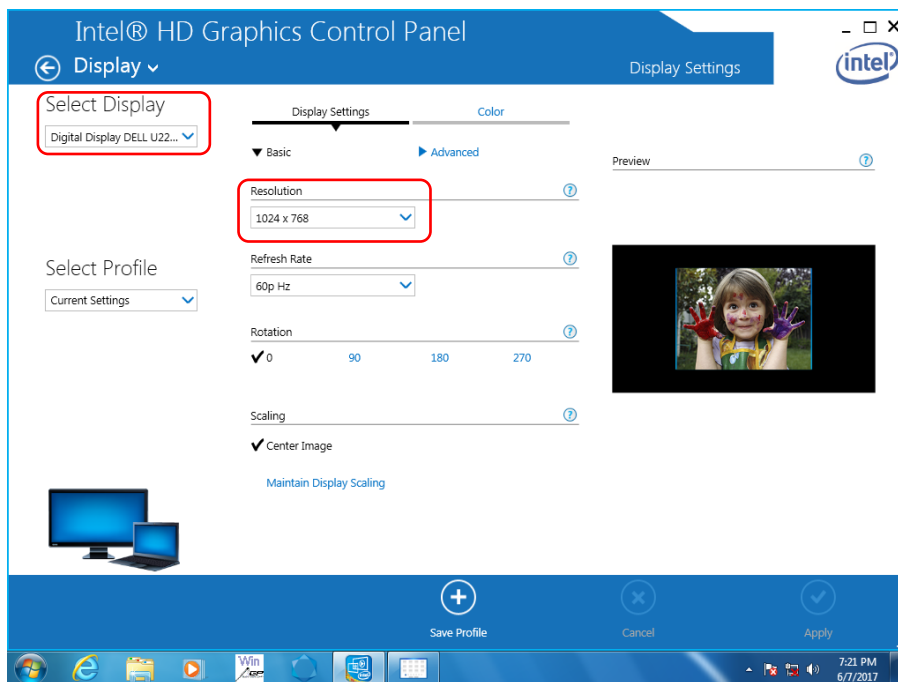 Intel® HD Graphics Control Panel
Display
Display Settings
intel
Select Display
Digital Display DELL U22...
Display Settings
Color
Basic
Advanced
Preview
?
Resolution
?
1024 x 768
Select Profile
Current Settings
Refresh Rate
?
60p Hz
Rotation
?
0
90
180
270
Scaling
?
Center Image
Maintain Display Scaling
Save Profile
Cancel
Apply
Win
7:21 PM
6/7/2017